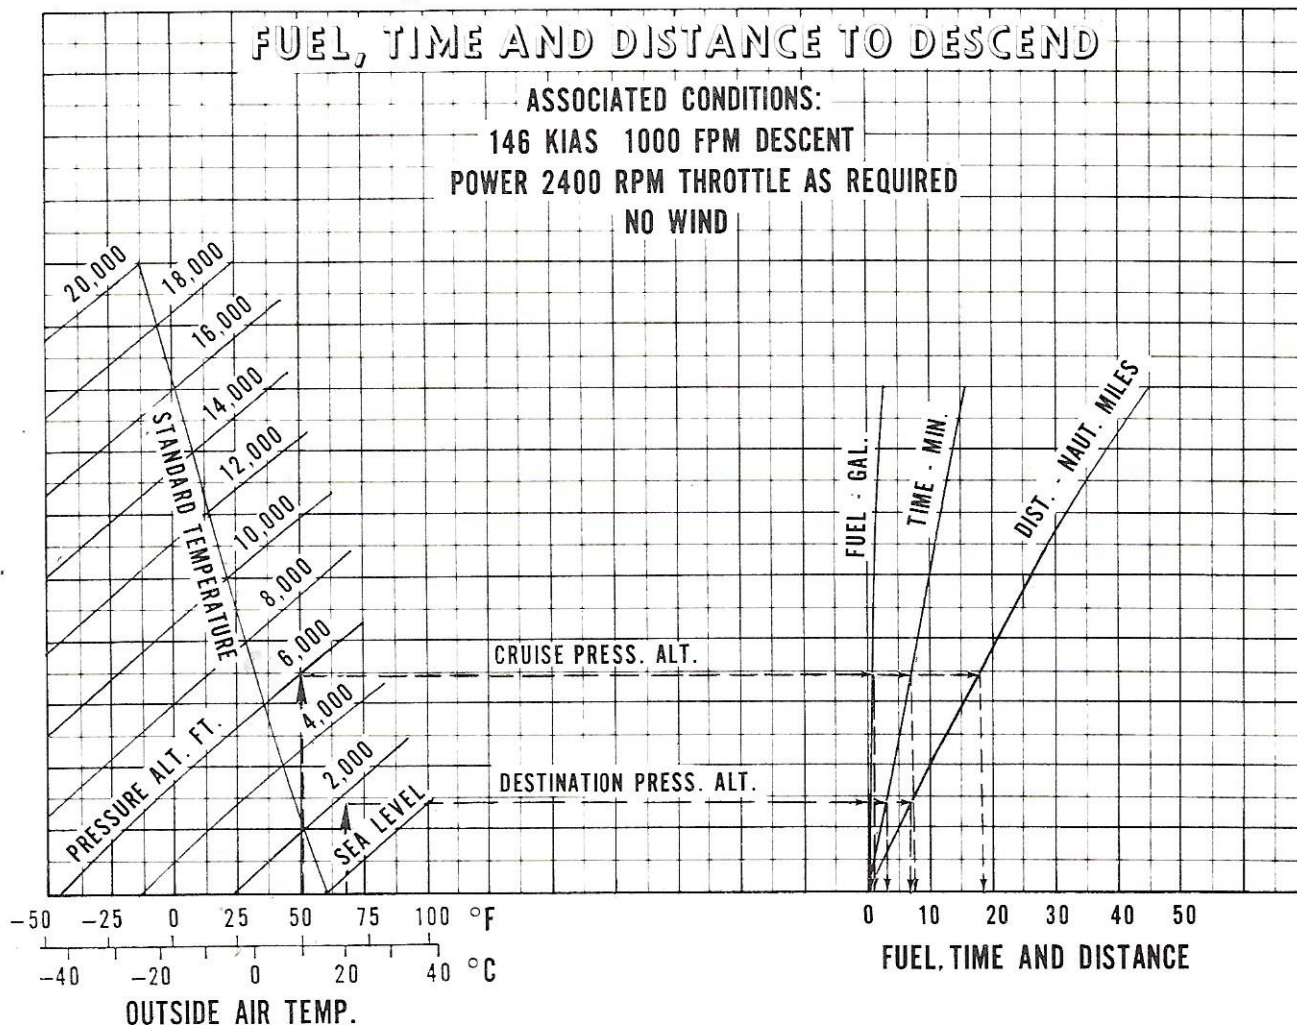 FUEL, TIME AND DISTANCE TO DESCEND
ASSOCIATED CONDITIONS:
146 KIAS 1000 FPM DESCENT
POWER 2400 RPM THROTTLE AS REQUIRED
NO WIND
20,000
18,000
16,000
14,000
12,000
10,000
8,000
6,000
4,000
2,000
SEA LEVEL
STANDARD TEMPERATURE
PRESSURE ALT. FT.
FUEL - GAL.
TIME - MIN.
DIST. - NAUT. MILES
CRUISE PRESS. ALT.
DESTINATION PRESS. ALT.
-50 -25 0 25 50 75 100 °F
-40 -20 0 20 40 °C
OUTSIDE AIR TEMP.
0 10 20 30 40 50
FUEL, TIME AND DISTANCE